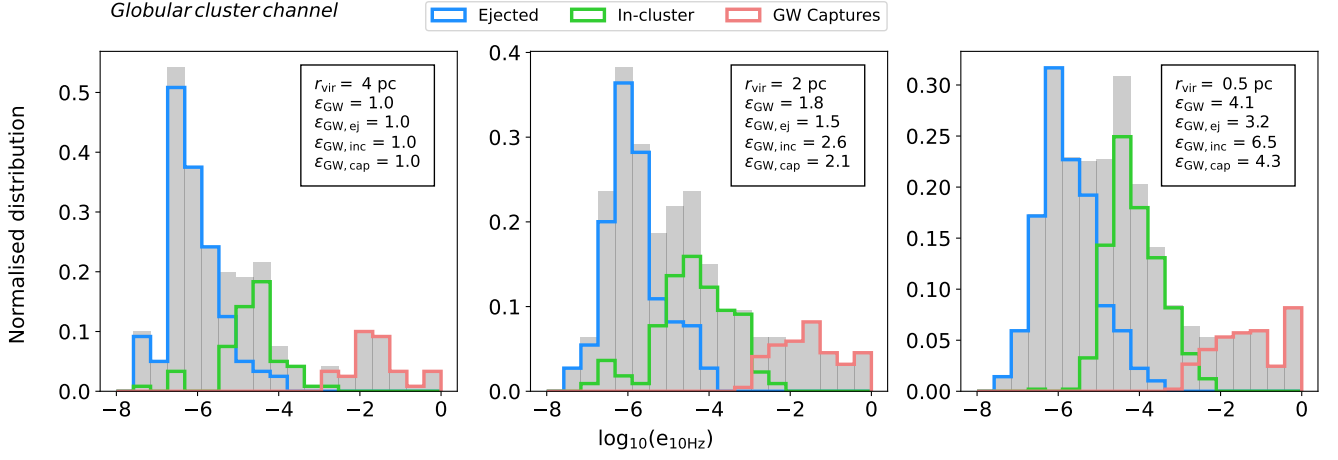 Globular cluster channel
Ejected In-cluster GW Captures
Normalised distribution
0.5
0.4
0.3
0.2
0.1
0.0
−8 −6 −4 −2 0
r_vir = 4 pc
ε_GW = 1.0
ε_GW, ej = 1.0
ε_GW, inc = 1.0
ε_GW, cap = 1.0
0.4
0.3
0.2
0.1
0.0
−8 −6 −4 −2 0
r_vir = 2 pc
ε_GW = 1.8
ε_GW, ej = 1.5
ε_GW, inc = 2.6
ε_GW, cap = 2.1
0.30
0.25
0.20
0.15
0.10
0.05
0.00
−8 −6 −4 −2 0
r_vir = 0.5 pc
ε_GW = 4.1
ε_GW, ej = 3.2
ε_GW, inc = 6.5
ε_GW, cap = 4.3
log₁₀(e₁₀Hz)